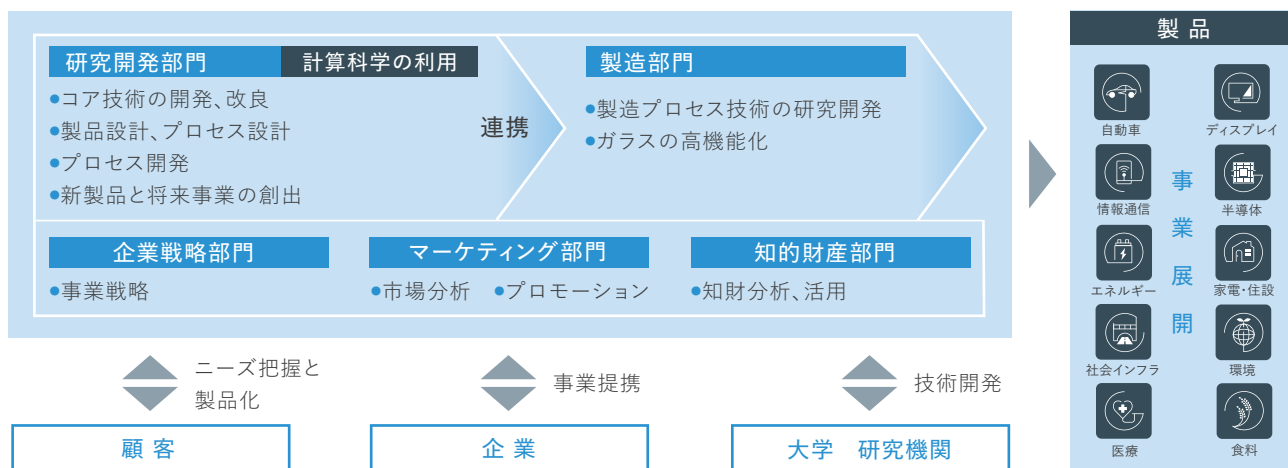 研究開発部門
計算科学の利用
●コア技術の開発、改良
●製品設計、プロセス設計
●プロセス開発
●新製品と将来事業の創出
連携
製造部門
●製造プロセス技術の研究開発
●ガラスの高機能化
企業戦略部門
●事業戦略
マーケティング部門
●市場分析 ●プロモーション
知的財産部門
●知財分析、活用
ニーズ把握と
製品化
事業提携
技術開発
顧客
企業
大学 研究機関
製品
自動車
ディスプレイ
情報通信
半導体
エネルギー
家電・住設
社会インフラ
環境
医療
食料
事業展開